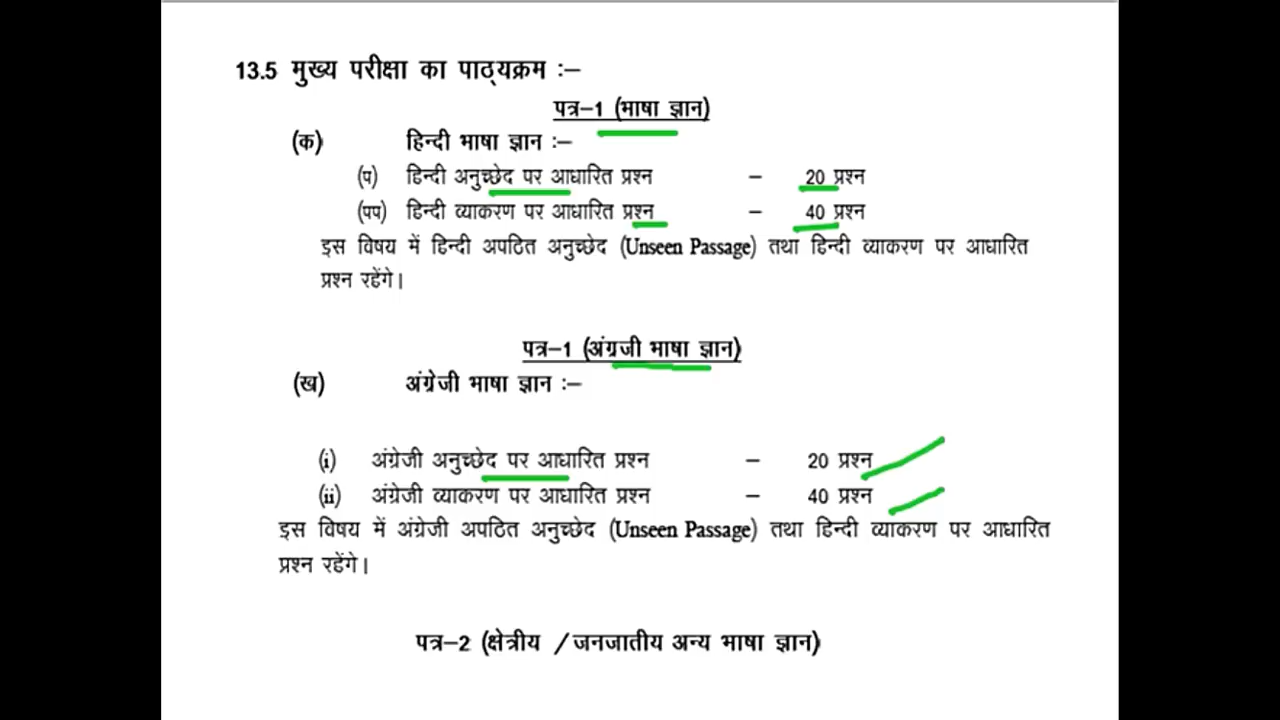 13.5 मुख्य परीक्षा का पाठ्यक्रम :–
पत्र–1 (भाषा ज्ञान)
(क) हिन्दी भाषा ज्ञान :–
(प) हिन्दी अनुच्छेद पर आधारित प्रश्न – 20 प्रश्न
(पप) हिन्दी व्याकरण पर आधारित प्रश्न – 40 प्रश्न
इस विषय में हिन्दी अपठित अनुच्छेद (Unseen Passage) तथा हिन्दी व्याकरण पर आधारित
प्रश्न रहेंगे।
पत्र–1 (अंग्रजी भाषा ज्ञान)
(ख) अंग्रेजी भाषा ज्ञान :–
(i) अंग्रेजी अनुच्छेद पर आधारित प्रश्न – 20 प्रश्न
(ii) अंग्रेजी व्याकरण पर आधारित प्रश्न – 40 प्रश्न
इस विषय में अंग्रेजी अपठित अनुच्छेद (Unseen Passage) तथा हिन्दी व्याकरण पर आधारित
प्रश्न रहेंगे।
पत्र–2 (क्षेत्रीय /जनजातीय अन्य भाषा ज्ञान)